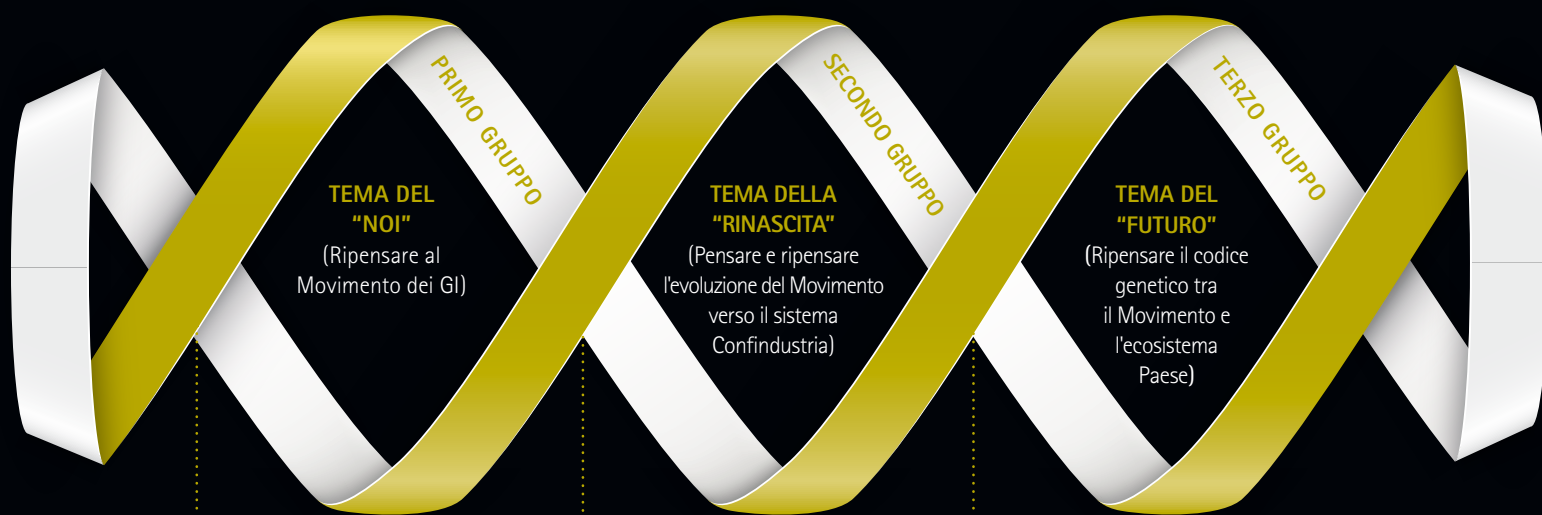 PRIMO GRUPPO
TEMA DEL
“NOI”
(Ripensare al
Movimento dei GI)
SECONDO GRUPPO
TEMA DELLA
“RINASCITA”
(Pensare e ripensare
l'evoluzione del Movimento
verso il sistema
Confindustria)
TERZO GRUPPO
TEMA DEL
“FUTURO”
(Ripensare il codice
genetico tra
il Movimento e
l'ecosistema
Paese)